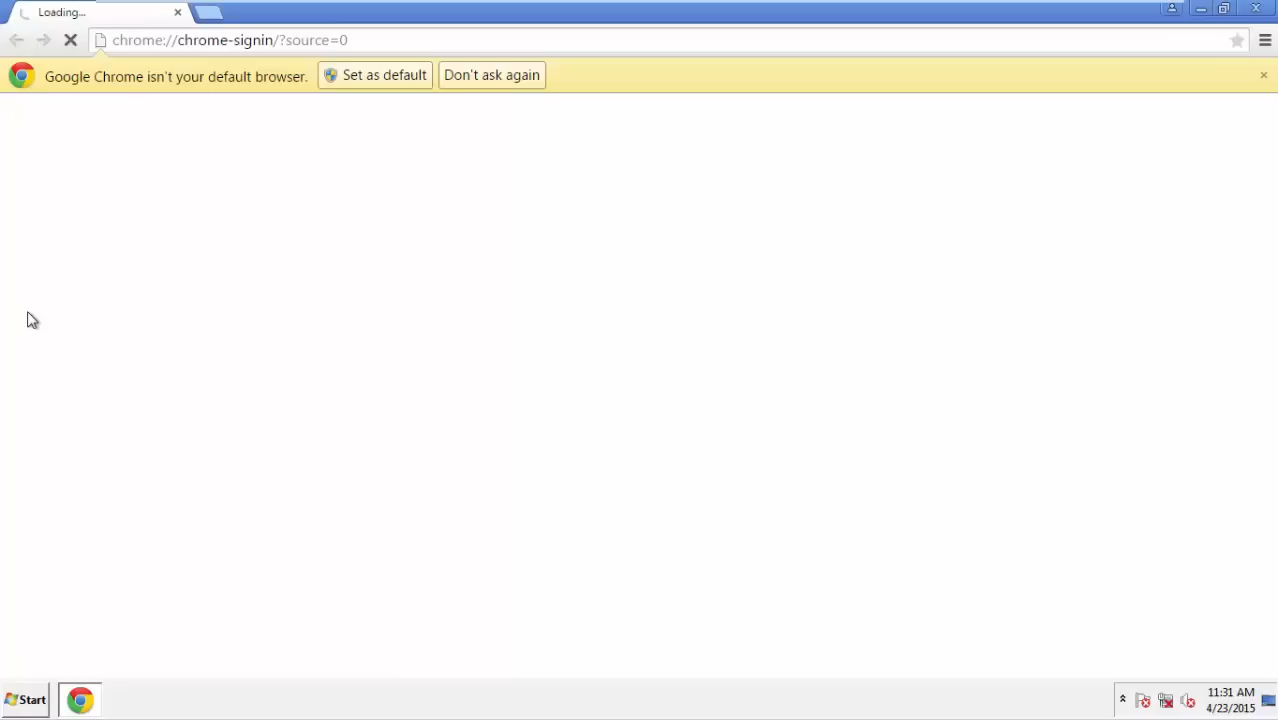 Loading...
chrome://chrome-signin/?source=0
Google Chrome isn't your default browser. Set as default Don't ask again
Start
11:31 AM
4/23/2015